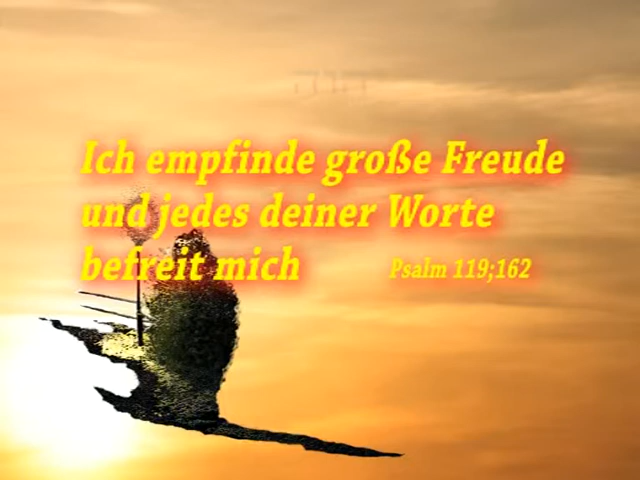 Ich empfinde große Freude
und jedes deiner Worte
befreit mich Psalm 119;162